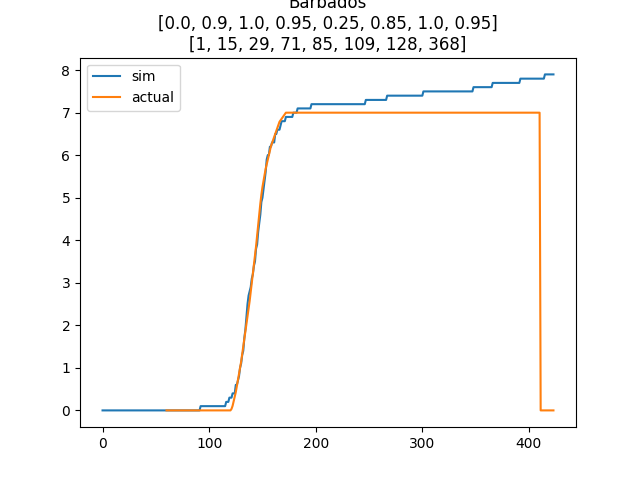 Barbados
[0.0, 0.9, 1.0, 0.95, 0.25, 0.85, 1.0, 0.95]
[1, 15, 29, 71, 85, 109, 128, 368]
sim
actual
8
7
6
5
4
3
2
1
0
0 100 200 300 400